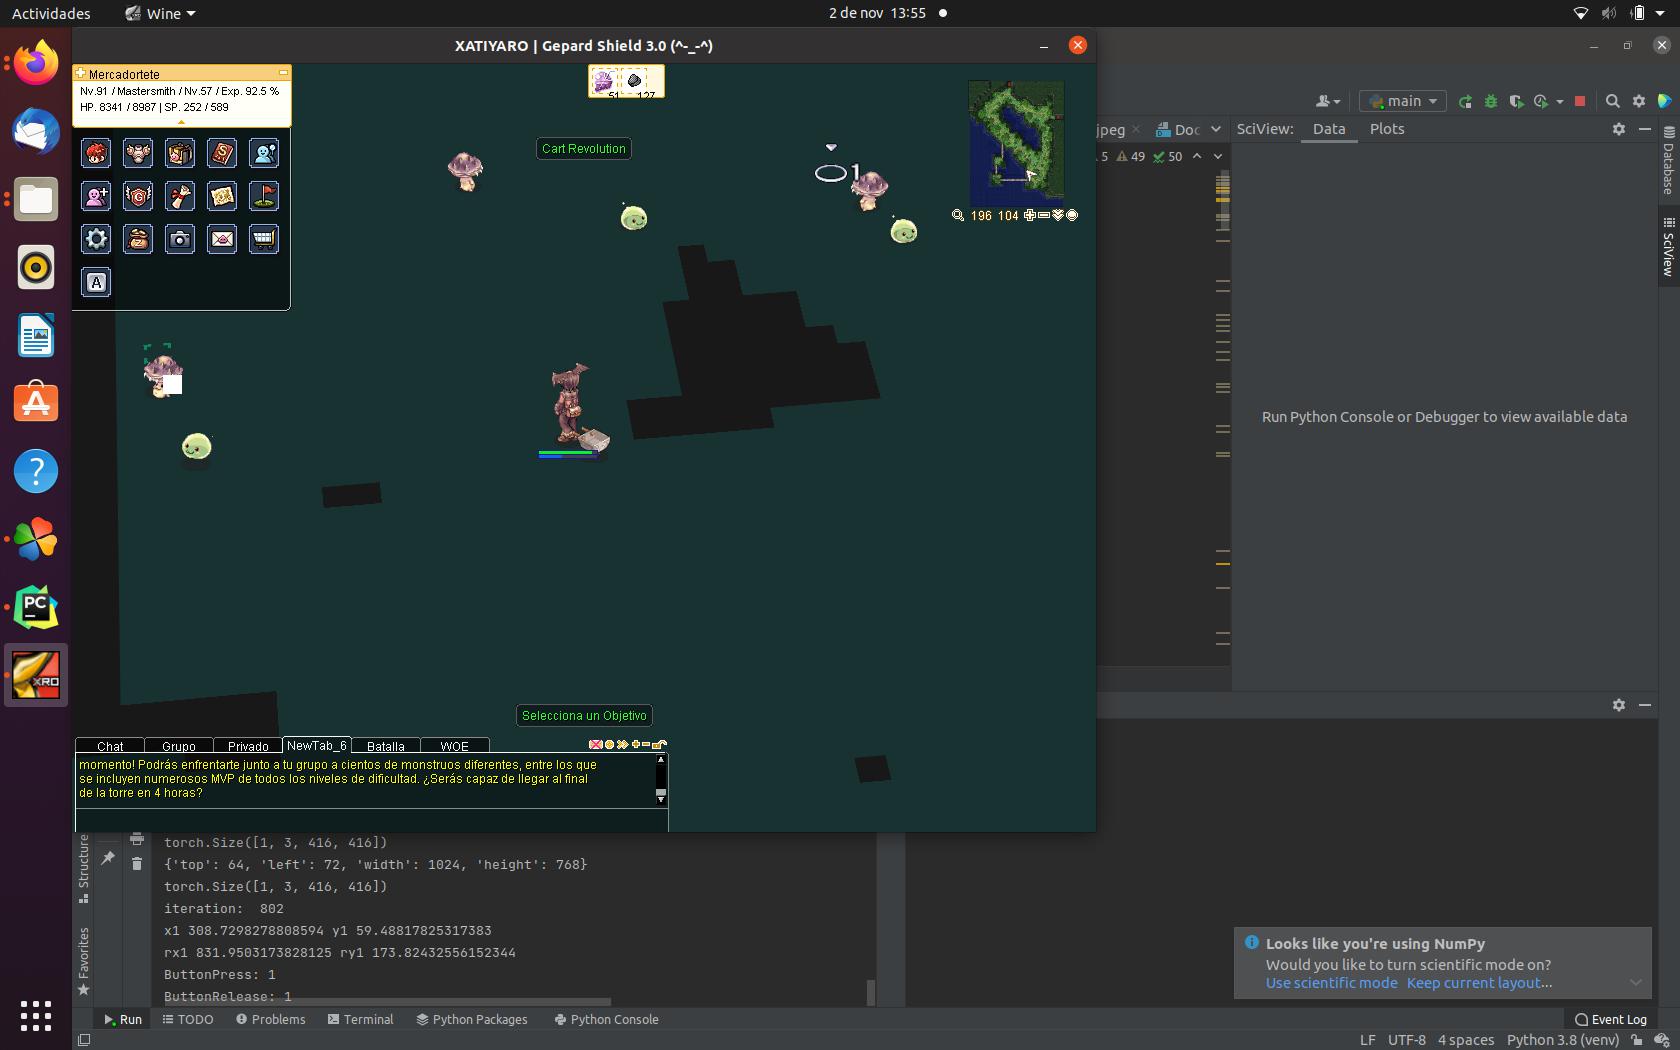 Actividades
Wine
2 de nov 13:55
XATIYARO | Gepard Shield 3.0 (^-_-^)
Mercadortete
Nv.91 / Mastersmith / Nv.57 / Exp. 92.5 %
HP. 8341 / 8987 | SP. 252 / 589
51
127
Cart Revolution
1
196 104
main
jpeg
Doc
SciView:
Data
Plots
5
49
50
Database
SciView
Run Python Console or Debugger to view available data
A
PC
XRO
Selecciona un Objetivo
Chat
Grupo
Privado
NewTab_6
Batalla
WOE
momento! Podrás enfrentarte junto a tu grupo a cientos de monstruos diferentes, entre los que
se incluyen numerosos MVP de todos los niveles de dificultad. ¿Serás capaz de llegar al final
de la torre en 4 horas?
Structure
Favorites
torch.Size([1, 3, 416, 416])
{'top': 64, 'left': 72, 'width': 1024, 'height': 768}
torch.Size([1, 3, 416, 416])
iteration:  802
x1 308.7298278808594 y1 59.48817825317383
rx1 831.9503173828125 ry1 173.82432556152344
ButtonPress: 1
ButtonRelease: 1
Looks like you're using NumPy
Would you like to turn scientific mode on?
Use scientific mode Keep current layout...
Run
TODO
Problems
Terminal
Python Packages
Python Console
Event Log
LF UTF-8 4 spaces Python 3.8 (venv)